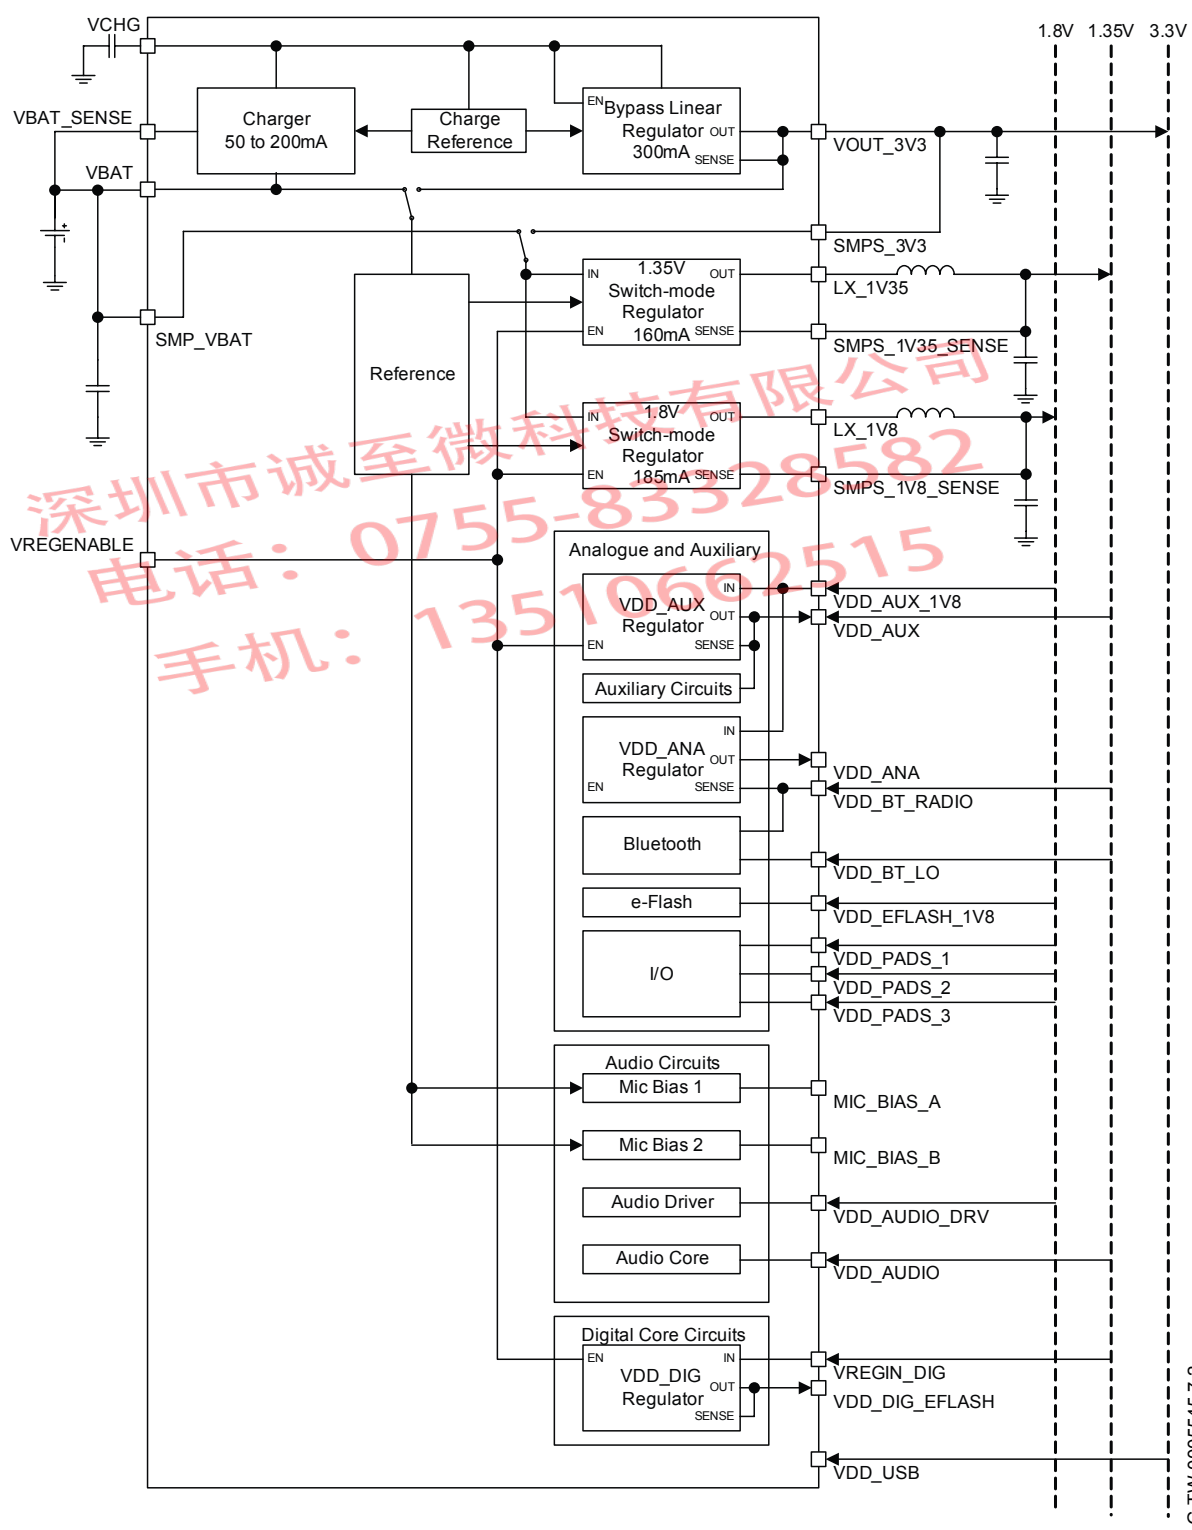 VCHG
1.8V 1.35V 3.3V
VBAT_SENSE
Charger
50 to 200mA
Charge
Reference
EN
Bypass Linear
Regulator
300mA
OUT
SENSE
VOUT_3V3
VBAT
SMPS_3V3
IN
1.35V
Switch-mode
Regulator
160mA
OUT
EN
SENSE
LX_1V35
SMPS_1V35_SENSE
SMP_VBAT
Reference
IN
1.8V
Switch-mode
Regulator
185mA
OUT
EN
SENSE
LX_1V8
SMPS_1V8_SENSE
深圳市诚至微科技有限公司
电话：0755-83328582
手机：13510662515
VREGENABLE
Analogue and Auxiliary
VDD_AUX
Regulator
IN
OUT
EN
SENSE
VDD_AUX_1V8
VDD_AUX
Auxiliary Circuits
VDD_ANA
Regulator
IN
OUT
EN
SENSE
VDD_ANA
VDD_BT_RADIO
Bluetooth
VDD_BT_LO
e-Flash
VDD_EFLASH_1V8
I/O
VDD_PADS_1
VDD_PADS_2
VDD_PADS_3
Audio Circuits
Mic Bias 1
MIC_BIAS_A
Mic Bias 2
MIC_BIAS_B
Audio Driver
VDD_AUDIO_DRV
Audio Core
VDD_AUDIO
Digital Core Circuits
EN
VDD_DIG
Regulator
IN
OUT
SENSE
VREGIN_DIG
VDD_DIG_EFLASH
VDD_USB